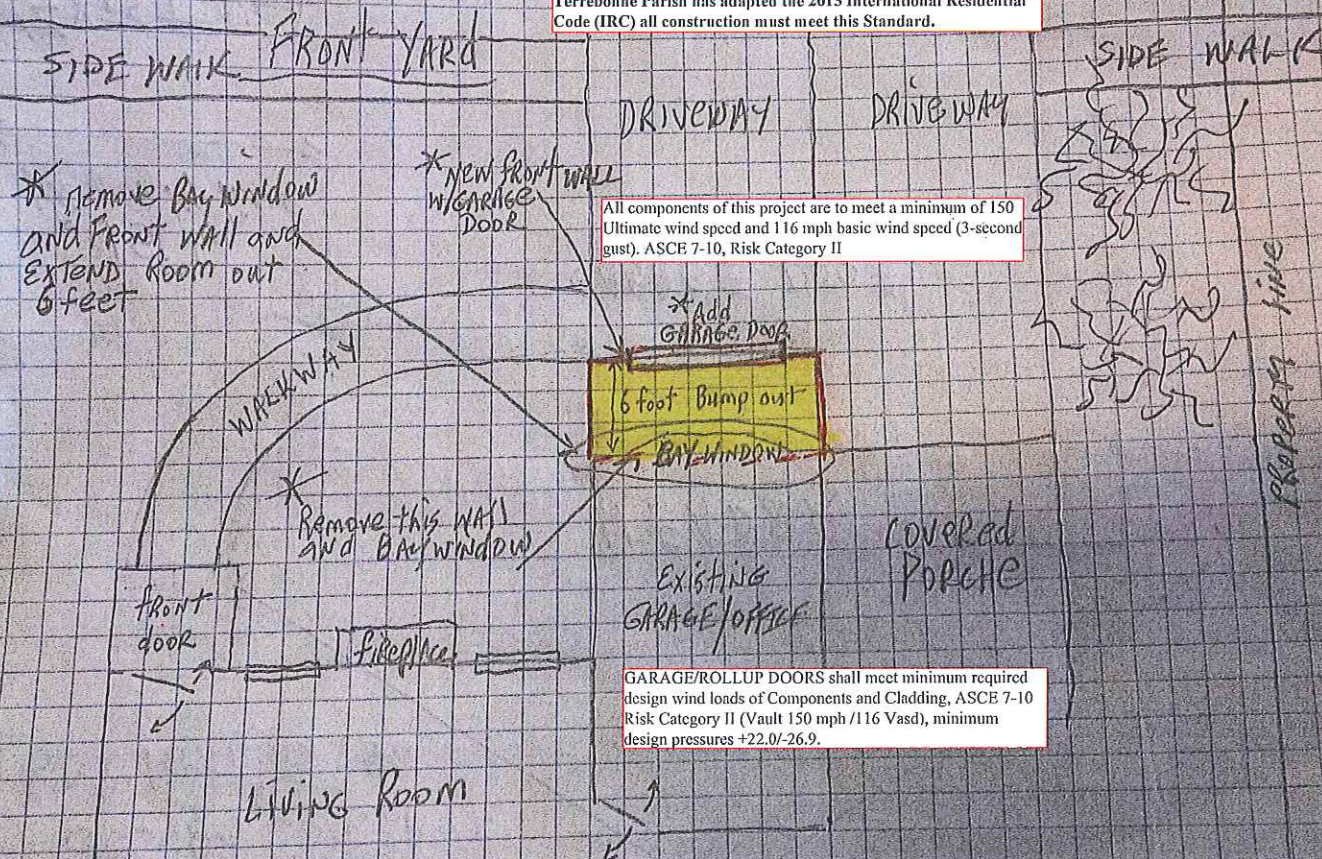 Terrebonne Parish has adapted the 2015 International Residential
Code (IRC) all construction must meet this Standard.
SIDE WALK
FRONT YARD
SIDE WALK
DRIVEWAY
DRIVEWAY
* Remove BAY WINDOW
and FRONT WALL and
EXTEND Room out
6 feet
* NEW FRONT WALL
W/GARAGE
DOOR
All components of this project are to meet a minimum of 150
Ultimate wind speed and 116 mph basic wind speed (3-second
gust). ASCE 7-10, Risk Category II
PROPERTY LINE
* Add
GARAGE DOOR
WALKWAY
6 foot Bump out
BAY WINDOW
* Remove this WALL
and BAY WINDOW
COVERED
PORCHE
EXISTING
GARAGE/OFFICE
FRONT
door
fireplace
GARAGE/ROLLUP DOORS shall meet minimum required
design wind loads of Components and Cladding, ASCE 7-10
Risk Category II (Vault 150 mph /116 Vasd), minimum
design pressures +22.0/-26.9.
LIVING ROOM